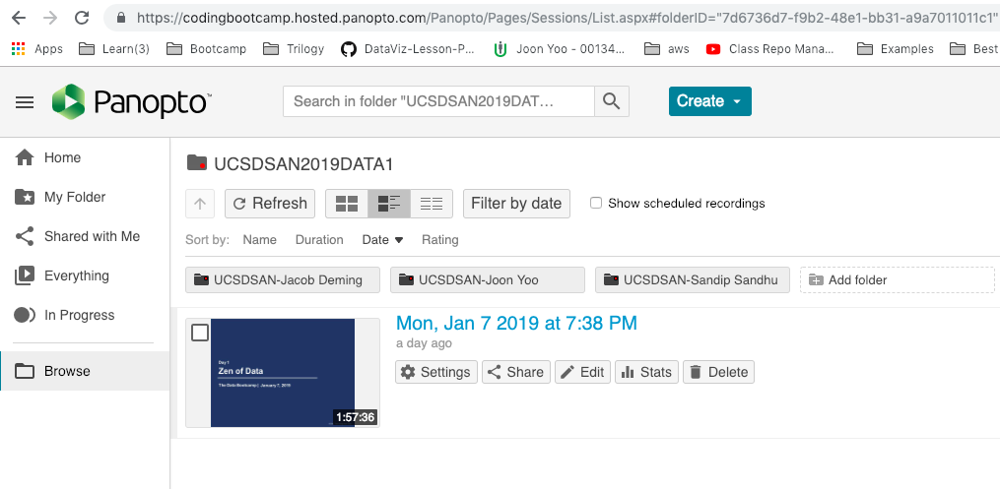 https://codingbootcamp.hosted.panopto.com/Panopto/Pages/Sessions/List.aspx#folderID="7d6736d7-f9b2-48e1-bb31-a9a7011011c1"
Apps Learn(3) Bootcamp Trilogy DataViz-Lesson-P... Joon Yoo - 00134... aws Class Repo Mana... Examples Best
Panopto™ Search in folder "UCSDSAN2019DAT... Create
Home
My Folder
Shared with Me
Everything
In Progress
Browse
UCSDSAN2019DATA1
Refresh Filter by date Show scheduled recordings
Sort by: Name Duration Date Rating
UCSDSAN-Jacob Deming UCSDSAN-Joon Yoo UCSDSAN-Sandip Sandhu Add folder
Day 1
Zen of Data
The Data Bootcamp | January 7, 2019
1:57:36
Mon, Jan 7 2019 at 7:38 PM
a day ago
Settings Share Edit Stats Delete